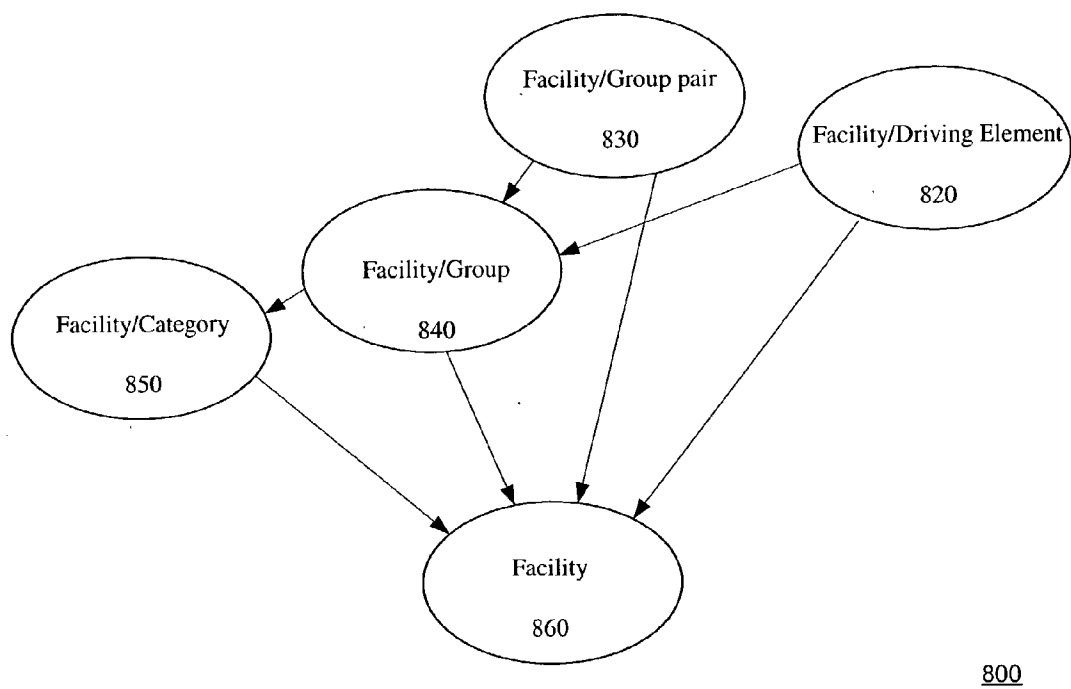 Facility/Group pair
830
Facility/Driving Element
820
Facility/Group
840
Facility/Category
850
Facility
860
800